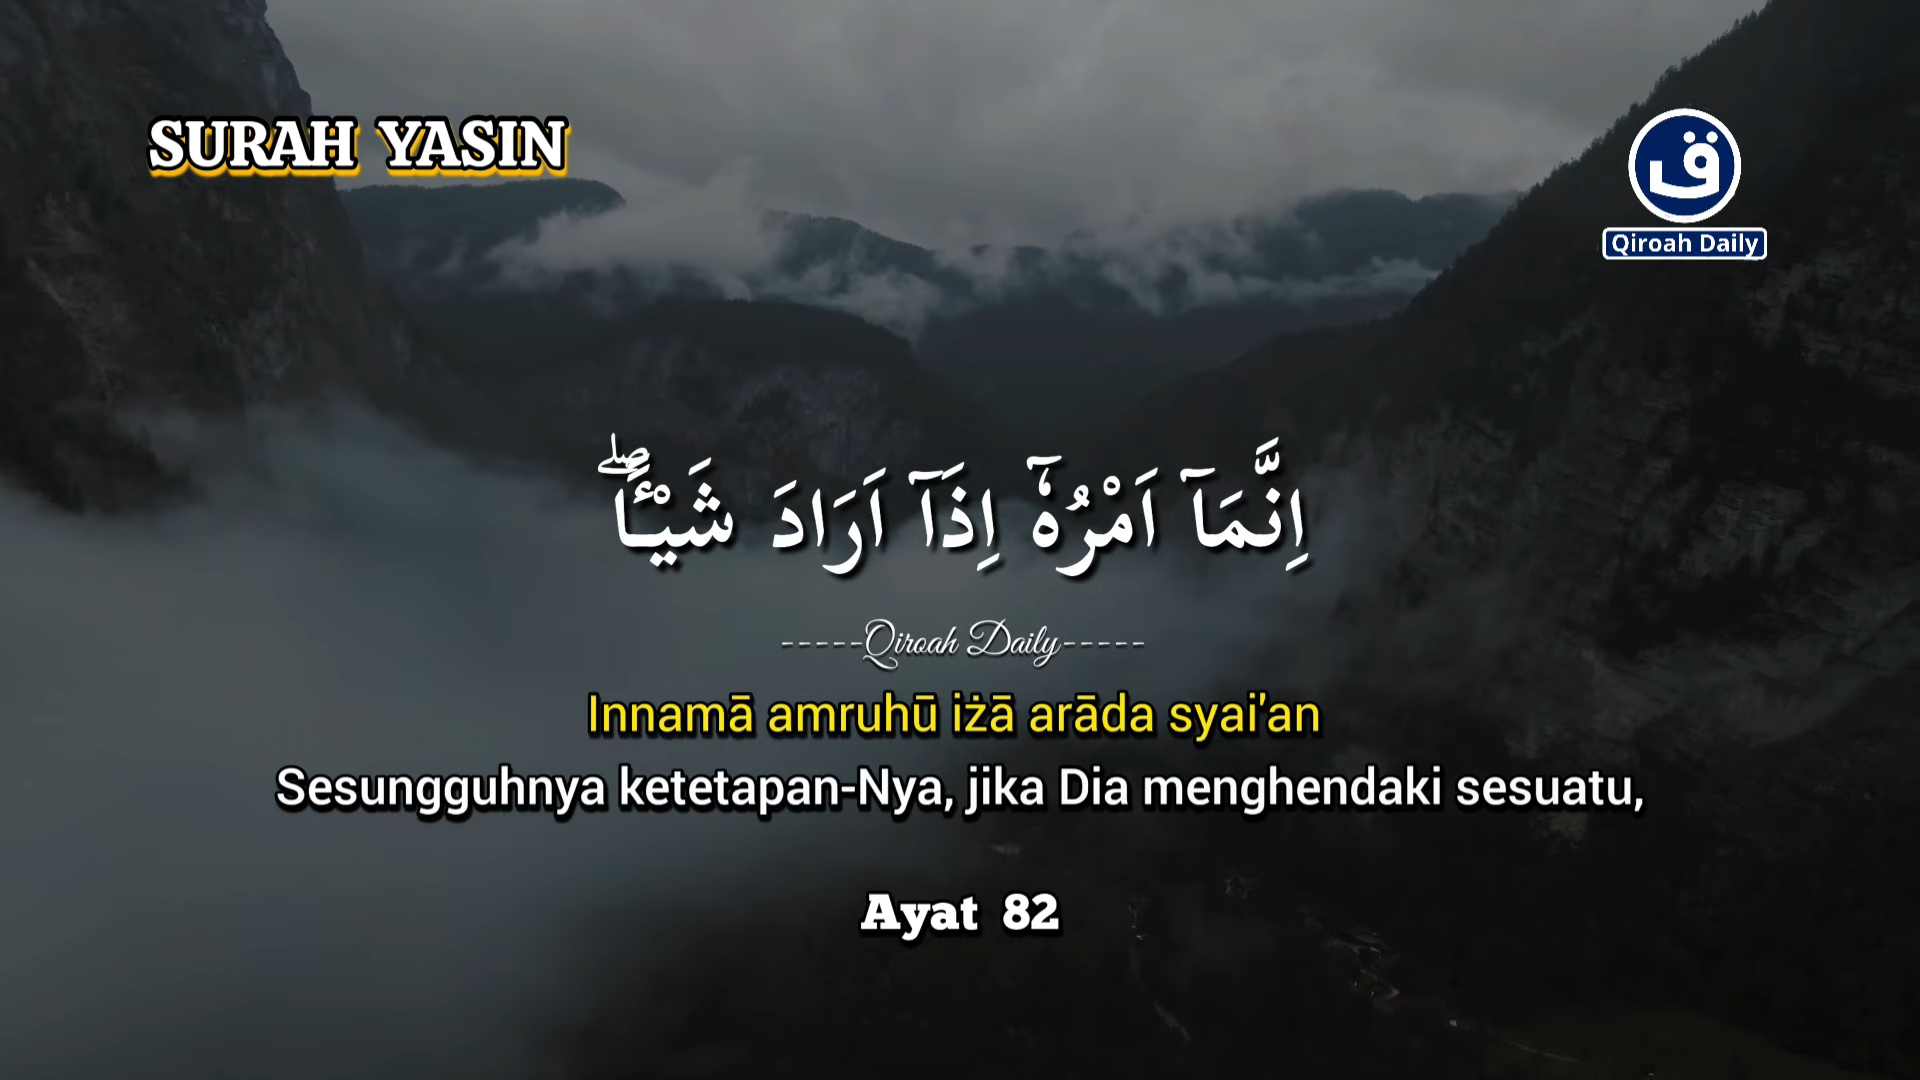 SURAH YASIN
ق
Qiroah Daily
اِنَّمَآ اَمْرُهٗٓ اِذَآ اَرَادَ شَيْـًٔاۖ
-----Qiroah Daily-----
Innamā amruhū iżā arāda syai'an
Sesungguhnya ketetapan-Nya, jika Dia menghendaki sesuatu,
Ayat 82